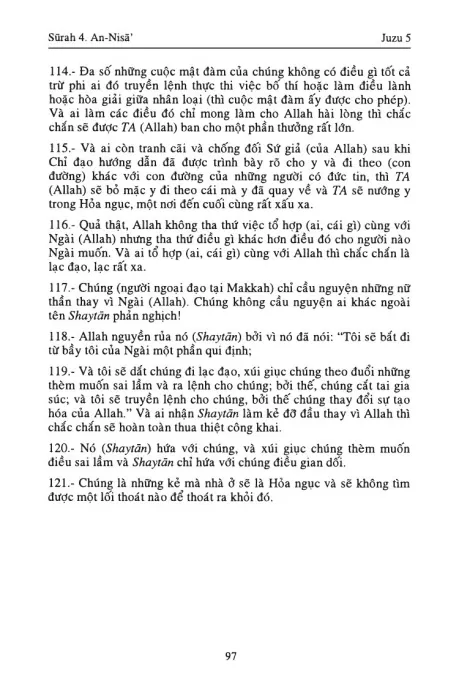 Sūrah 4. An-Nisā’ Juzu 5
114.- Đa số những cuộc mật đàm của chúng không có điều gì tốt cả
trừ phi ai đó truyền lệnh thực thi việc bố thí hoặc làm điều lành
hoặc hòa giải giữa nhân loại (thì cuộc mật đàm ấy được cho phép).
Và ai làm các điều đó chỉ mong làm cho Allah hài lòng thì chắc
chắn sẽ được TA (Allah) ban cho một phần thưởng rất lớn.
115.- Và ai còn tranh cãi và chống đối Sứ giả (của Allah) sau khi
Chỉ đạo hướng dẫn đã được trình bày rõ cho y và đi theo (con
đường) khác với con đường của những người có đức tin, thì TA
(Allah) sẽ bỏ mặc y đi theo cái mà y đã quay về và TA sẽ nướng y
trong Hỏa ngục, một nơi đến cuối cùng rất xấu xa.
116.- Quả thật, Allah không tha thứ việc tổ hợp (ai, cái gì) cùng với
Ngài (Allah) nhưng tha thứ điều gì khác hơn điều đó cho người nào
Ngài muốn. Và ai tổ hợp (ai, cái gì) cùng với Allah thì chắc chắn là
lạc đạo, lạc rất xa.
117.- Chúng (người ngoại đạo tại Makkah) chỉ cầu nguyện những nữ
thần thay vì Ngài (Allah). Chúng không cầu nguyện ai khác ngoài
tên Shaytān phản nghịch!
118.- Allah nguyền rủa nó (Shaytān) bởi vì nó đã nói: “Tôi sẽ bắt đi
từ bầy tôi của Ngài một phần qui định;
119.- Và tôi sẽ dắt chúng đi lạc đạo, xúi giục chúng theo đuổi những
thèm muốn sai lầm và ra lệnh cho chúng; bởi thế, chúng cắt tai gia
súc; và tôi sẽ truyền lệnh cho chúng, bởi thế chúng thay đổi sự tạo
hóa của Allah.” Và ai nhận Shaytān làm kẻ đỡ đầu thay vì Allah thì
chắc chắn sẽ hoàn toàn thua thiệt công khai.
120.- Nó (Shaytān) hứa với chúng, và xúi giục chúng thèm muốn
điều sai lầm và Shaytān chỉ hứa với chúng điều gian dối.
121.- Chúng là những kẻ mà nhà ở sẽ là Hỏa ngục và sẽ không tìm
được một lối thoát nào để thoát ra khỏi đó.
97